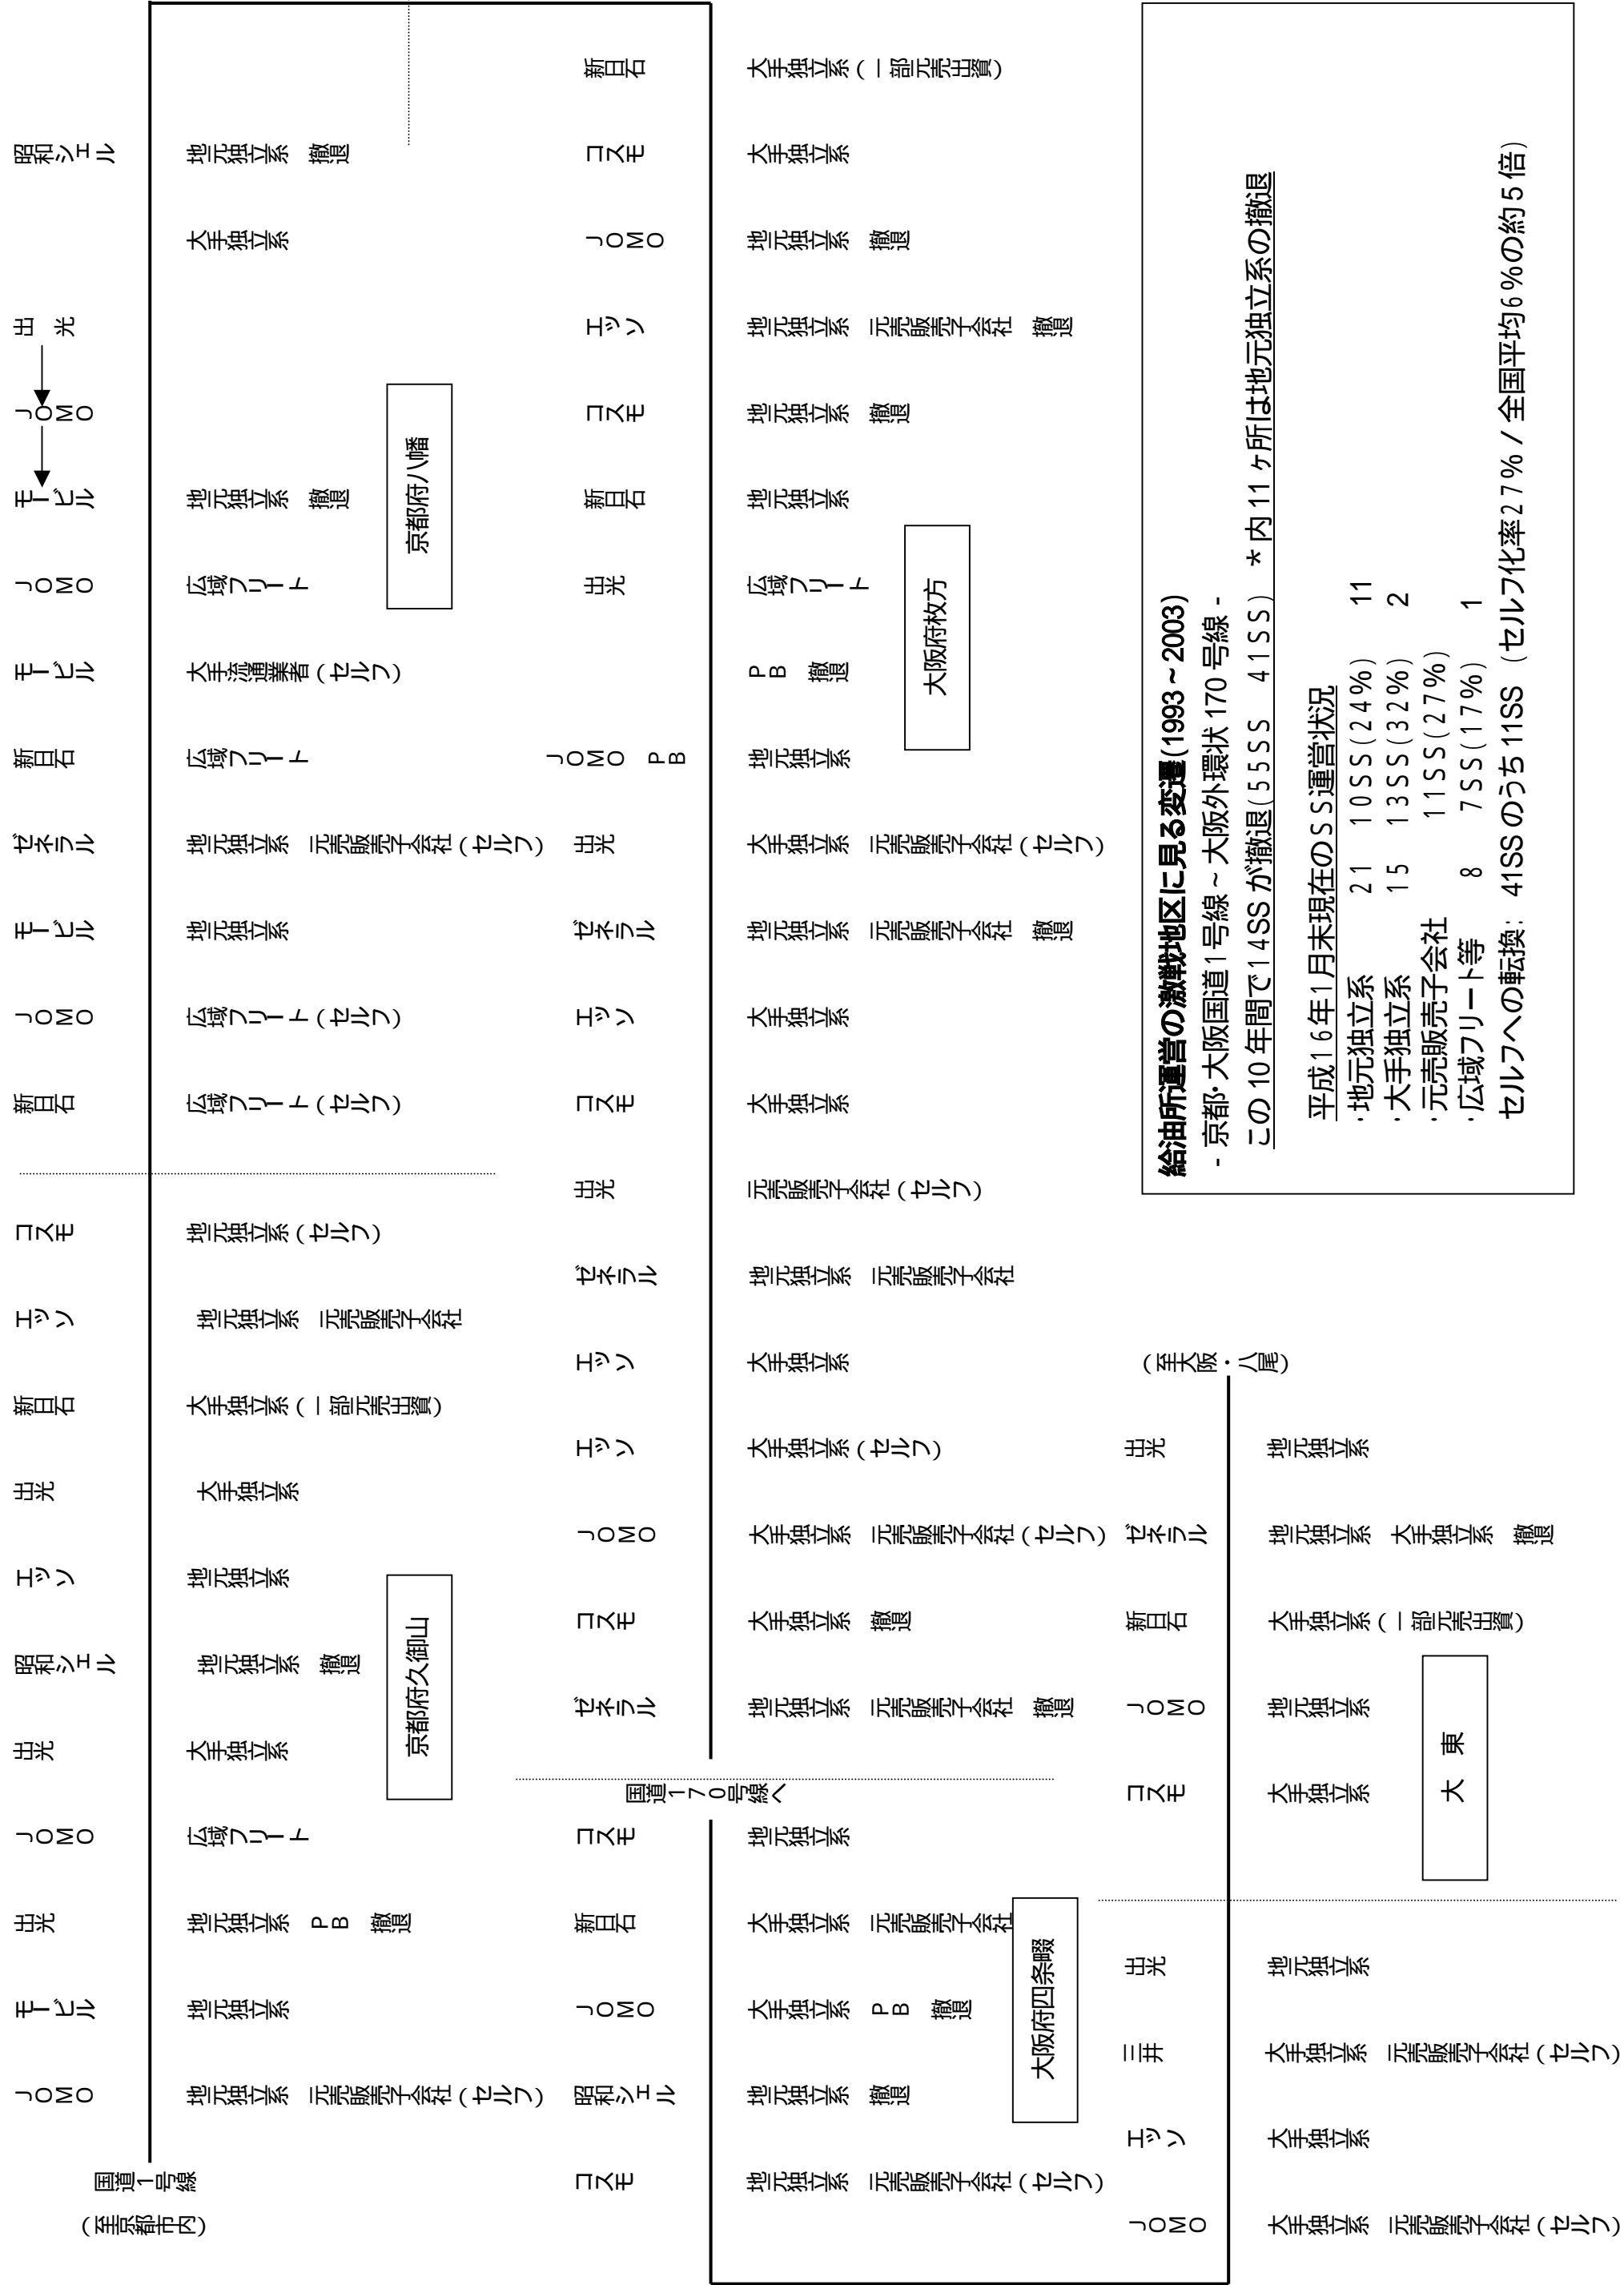 (至京都市内)
国道1号線
JOMO
地元独立系 元売販売子会社(セルフ)
モービル
地元独立系
出光
地元独立系 PB 撤退
JOMO
広域フリート
出光
大手独立系
昭和シェル
地元独立系 撤退
エッソ
地元独立系
出光
大手独立系
新日石
大手独立系(一部元売出資)
エッソ
地元独立系 元売販売子会社
コスモ
地元独立系(セルフ)
京都府久御山
新日石
広域フリート(セルフ)
JOMO
広域フリート(セルフ)
モービル
地元独立系
ゼネラル
地元独立系 元売販売子会社(セルフ)
新日石
広域フリート
モービル
大手流通業者(セルフ)
JOMO
広域フリート
モービル
地元独立系 撤退
JOMO
出 光
大手独立系
昭和シェル
地元独立系 撤退
京都府八幡
新日石
大手独立系(一部元売出資)
コスモ
大手独立系
JOMO
地元独立系 撤退
エッソ
地元独立系 元売販売子会社 撤退
コスモ
地元独立系 撤退
新日石
地元独立系
出光
広域フリート
PB 撤退
JOMO PB
地元独立系
出光
大手独立系 元売販売子会社(セルフ)
ゼネラル
地元独立系 元売販売子会社 撤退
エッソ
大手独立系
コスモ
大手独立系
出光
元売販売子会社(セルフ)
ゼネラル
地元独立系 元売販売子会社
エッソ
大手独立系
エッソ
大手独立系(セルフ)
JOMO
大手独立系 元売販売子会社(セルフ)
コスモ
大手独立系 撤退
ゼネラル
地元独立系 元売販売子会社 撤退
大阪府枚方
国道170号線へ
コスモ
地元独立系
新日石
大手独立系 元売販売子会社
JOMO
大手独立系 PB 撤退
昭和シェル
地元独立系 撤退
コスモ
地元独立系 元売販売子会社(セルフ)
大阪府四条畷
JOMO
大手独立系 元売販売子会社(セルフ)
エッソ
大手独立系
三井
大手独立系 元売販売子会社(セルフ)
出光
地元独立系
コスモ
大手独立系
JOMO
地元独立系
新日石
大手独立系(一部元売出資)
ゼネラル
地元独立系 大手独立系 撤退
出光
地元独立系
大 東
(至大阪・八尾)
給油所運営の激戦地区に見る変遷(1993~2003)
- 京都・大阪国道1号線~大阪外環状170号線-
この10年間で14SSが撤退(55SS 41SS) *内11ヶ所は地元独立系の撤退
平成16年1月末現在のSS運営状況
・地元独立系 21 10SS(24%) 11
・大手独立系 15 13SS(32%) 2
・元売販売子会社 11SS(27%)
・広域フリート等 8 7SS(17%) 1
セルフへの転換: 41SSのうち11SS (セルフ化率27%/全国平均6%の約5倍)